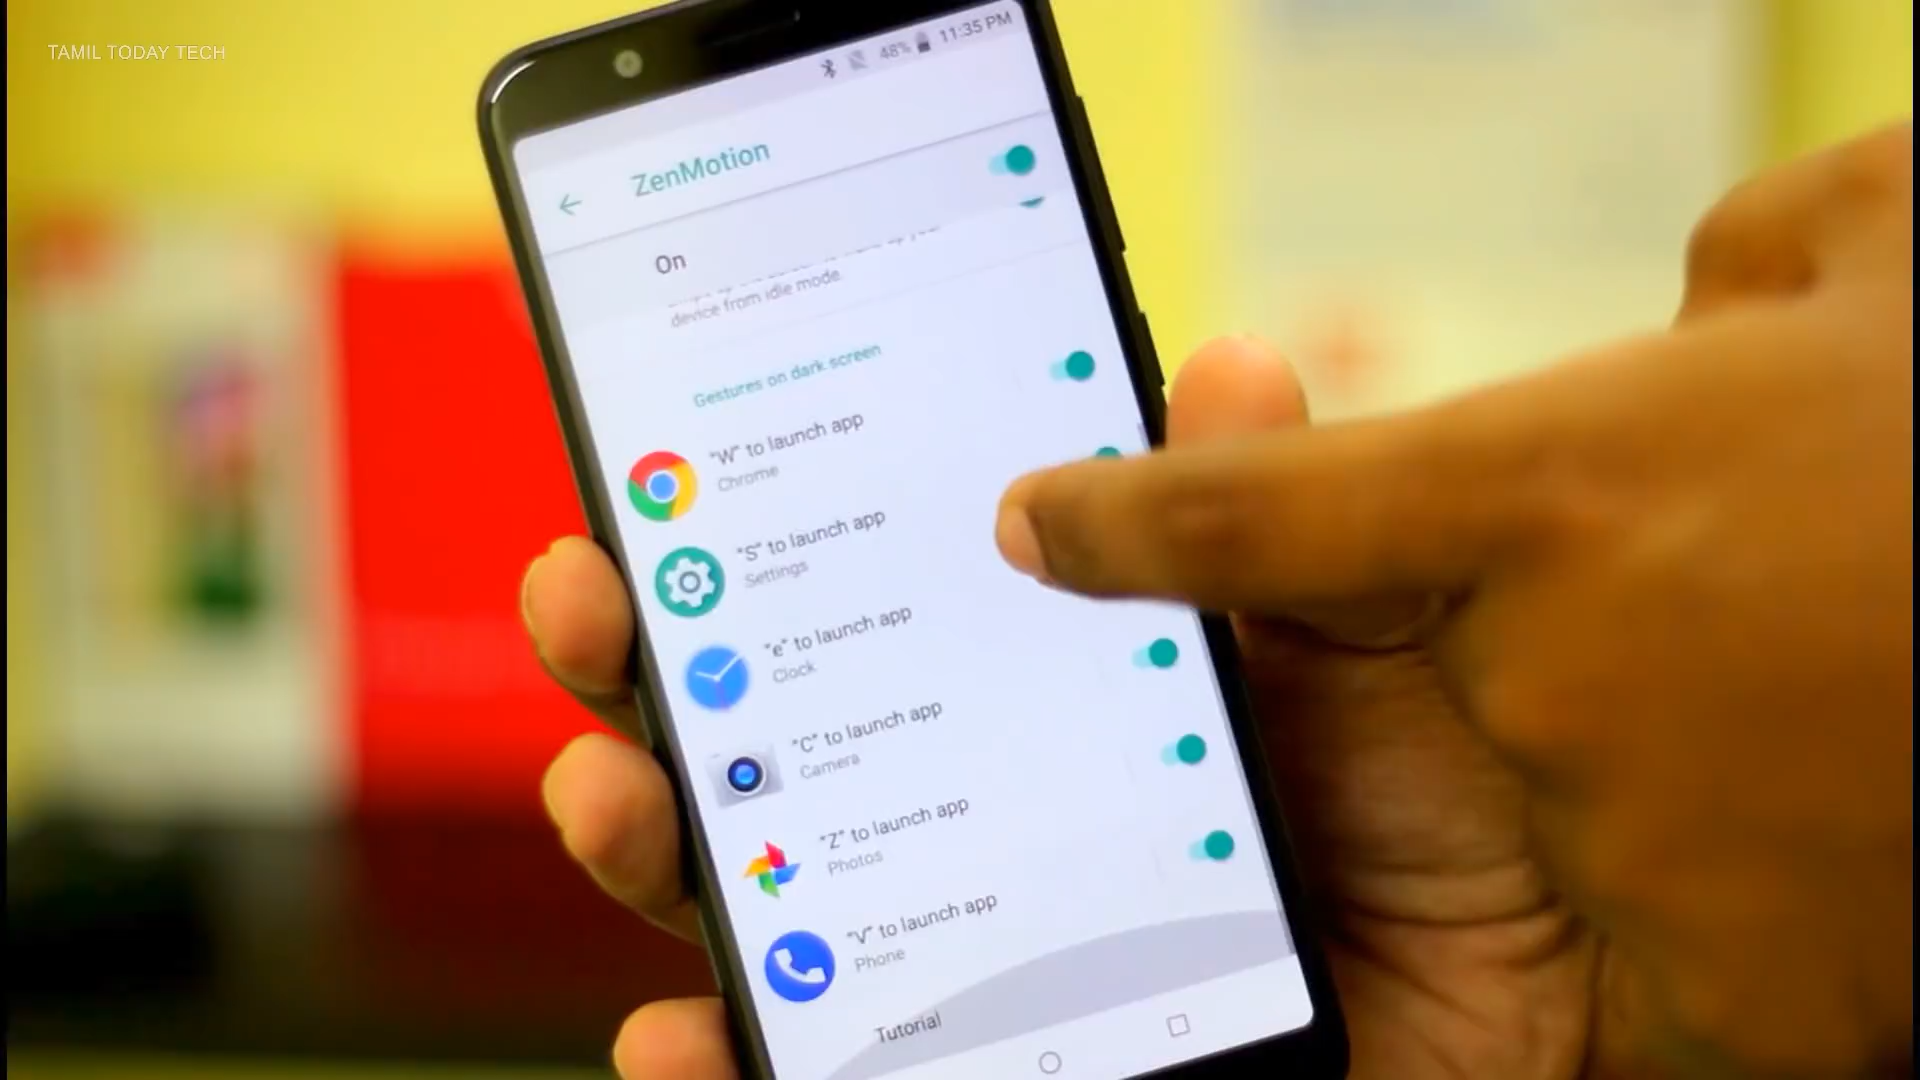 TAMIL TODAY TECH
48% 11:35 PM
ZenMotion
On
device from idle mode.
Gestures on dark screen
"W" to launch app
Chrome
"S" to launch app
Settings
"e" to launch app
Clock
"C" to launch app
Camera
"Z" to launch app
Photos
"V" to launch app
Phone
Tutorial